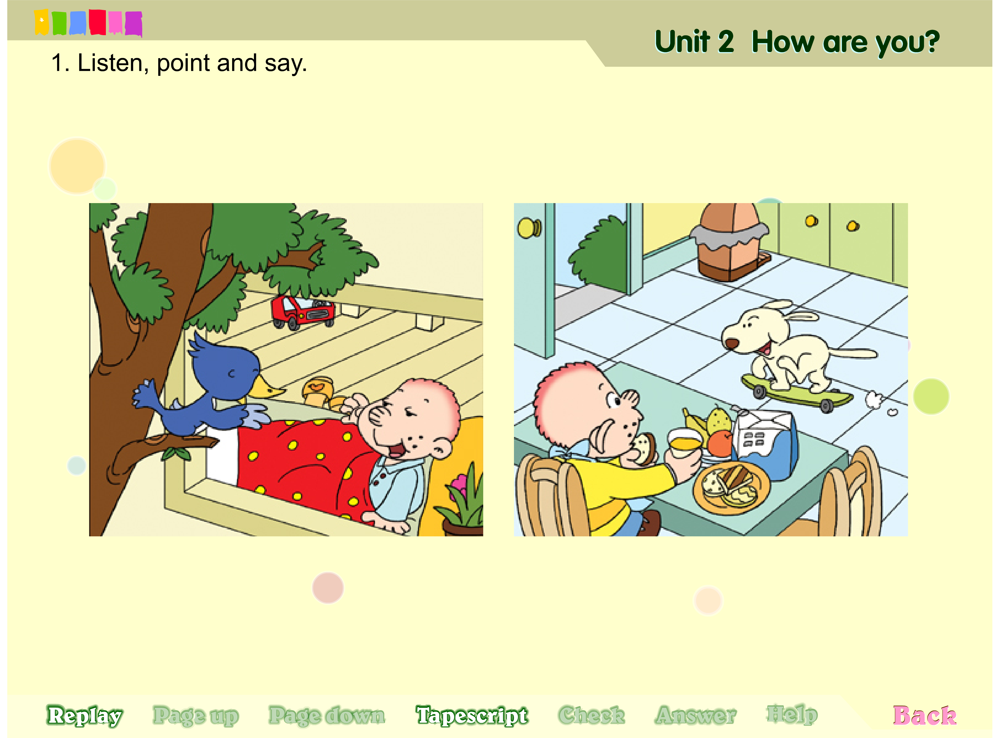 Unit 2 How are you?
1. Listen, point and say.
Replay Page up Page down Tapescript Check Answer Help Back